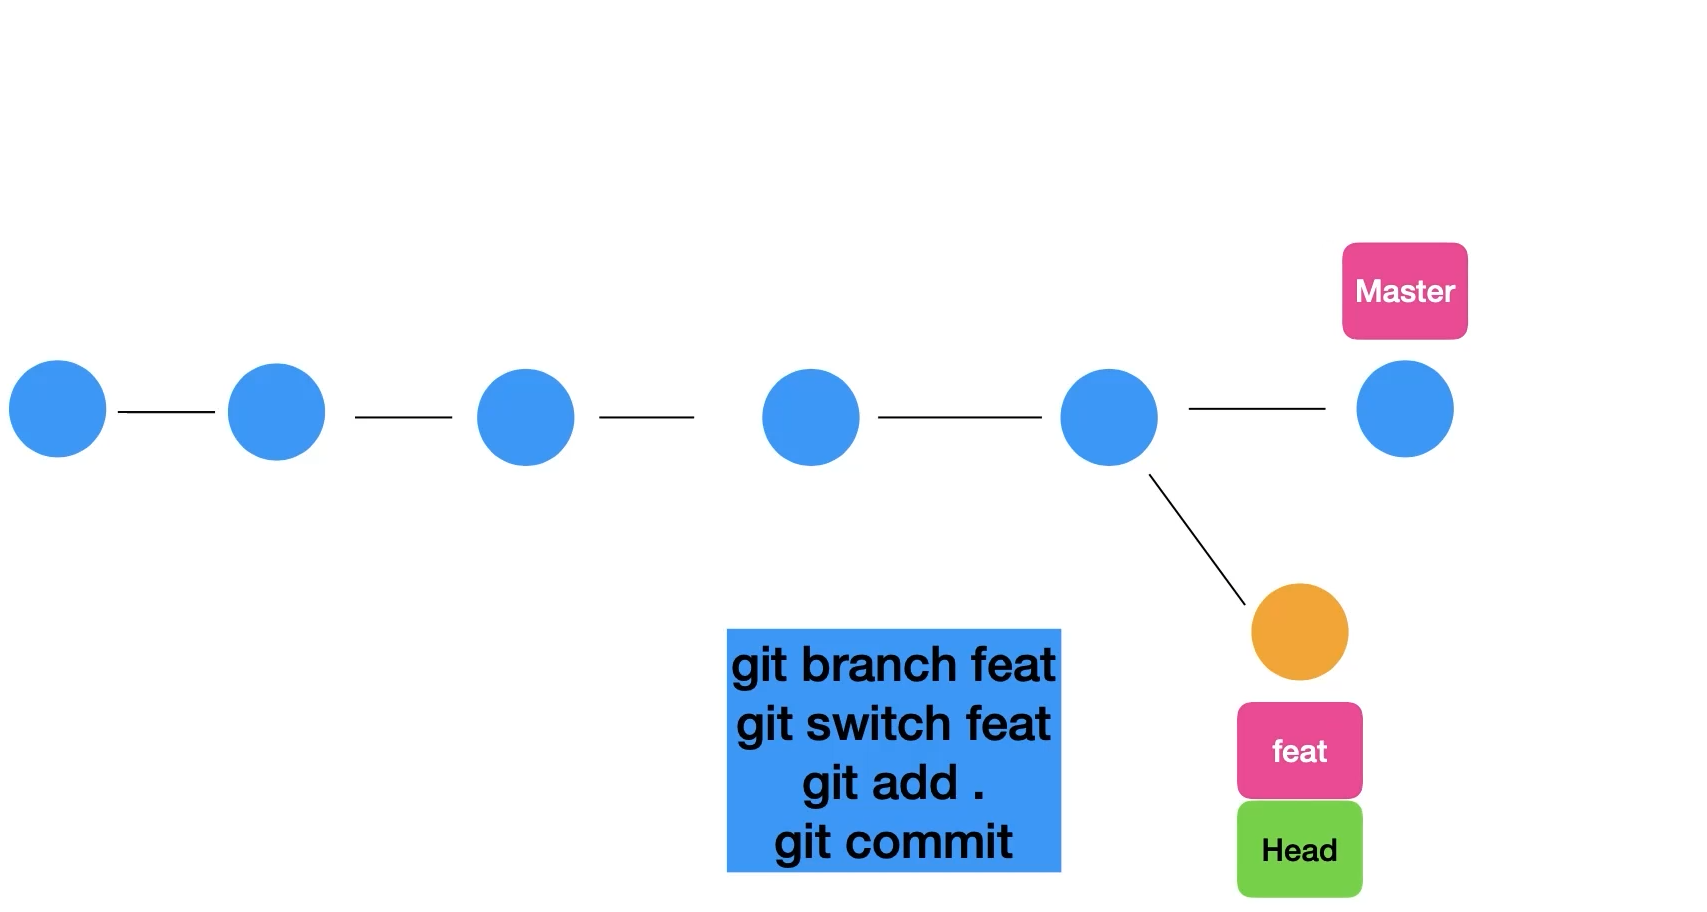 Master
git branch feat
git switch feat
git add .
git commit
feat
Head